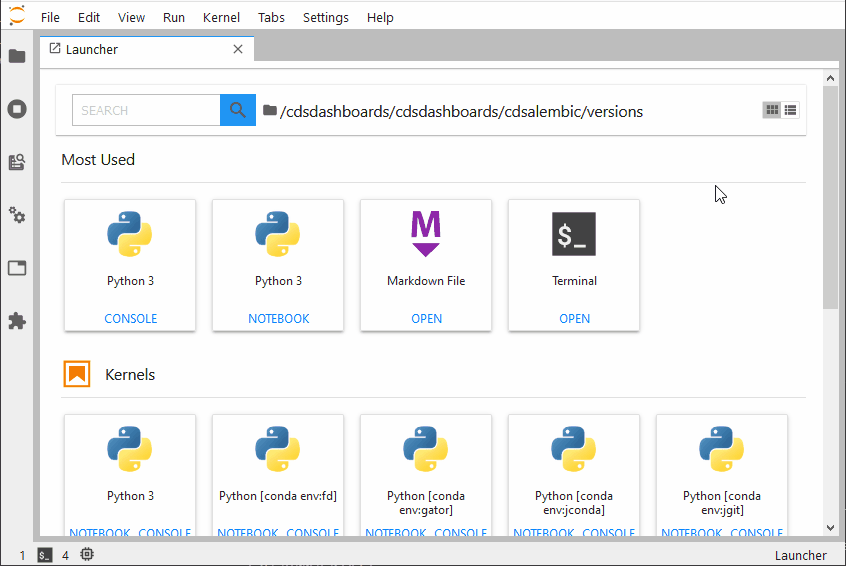 File Edit View Run Kernel Tabs Settings Help
Launcher
SEARCH /cdsdashboards/cdsdashboards/cdsalembic/versions
Most Used
Python 3 Python 3 Markdown File Terminal
CONSOLE NOTEBOOK OPEN OPEN
Kernels
Python 3 Python [conda env:fd] Python [conda Python [conda Python [conda
env:gator] env:jconda] env:jgit]
NOTEBOOK CONSOLE NOTEBOOK CONSOLE NOTEBOOK CONSOLE NOTEBOOK CONSOLE NOTEBOOK CONSOLE
1 $_ 4 Launcher